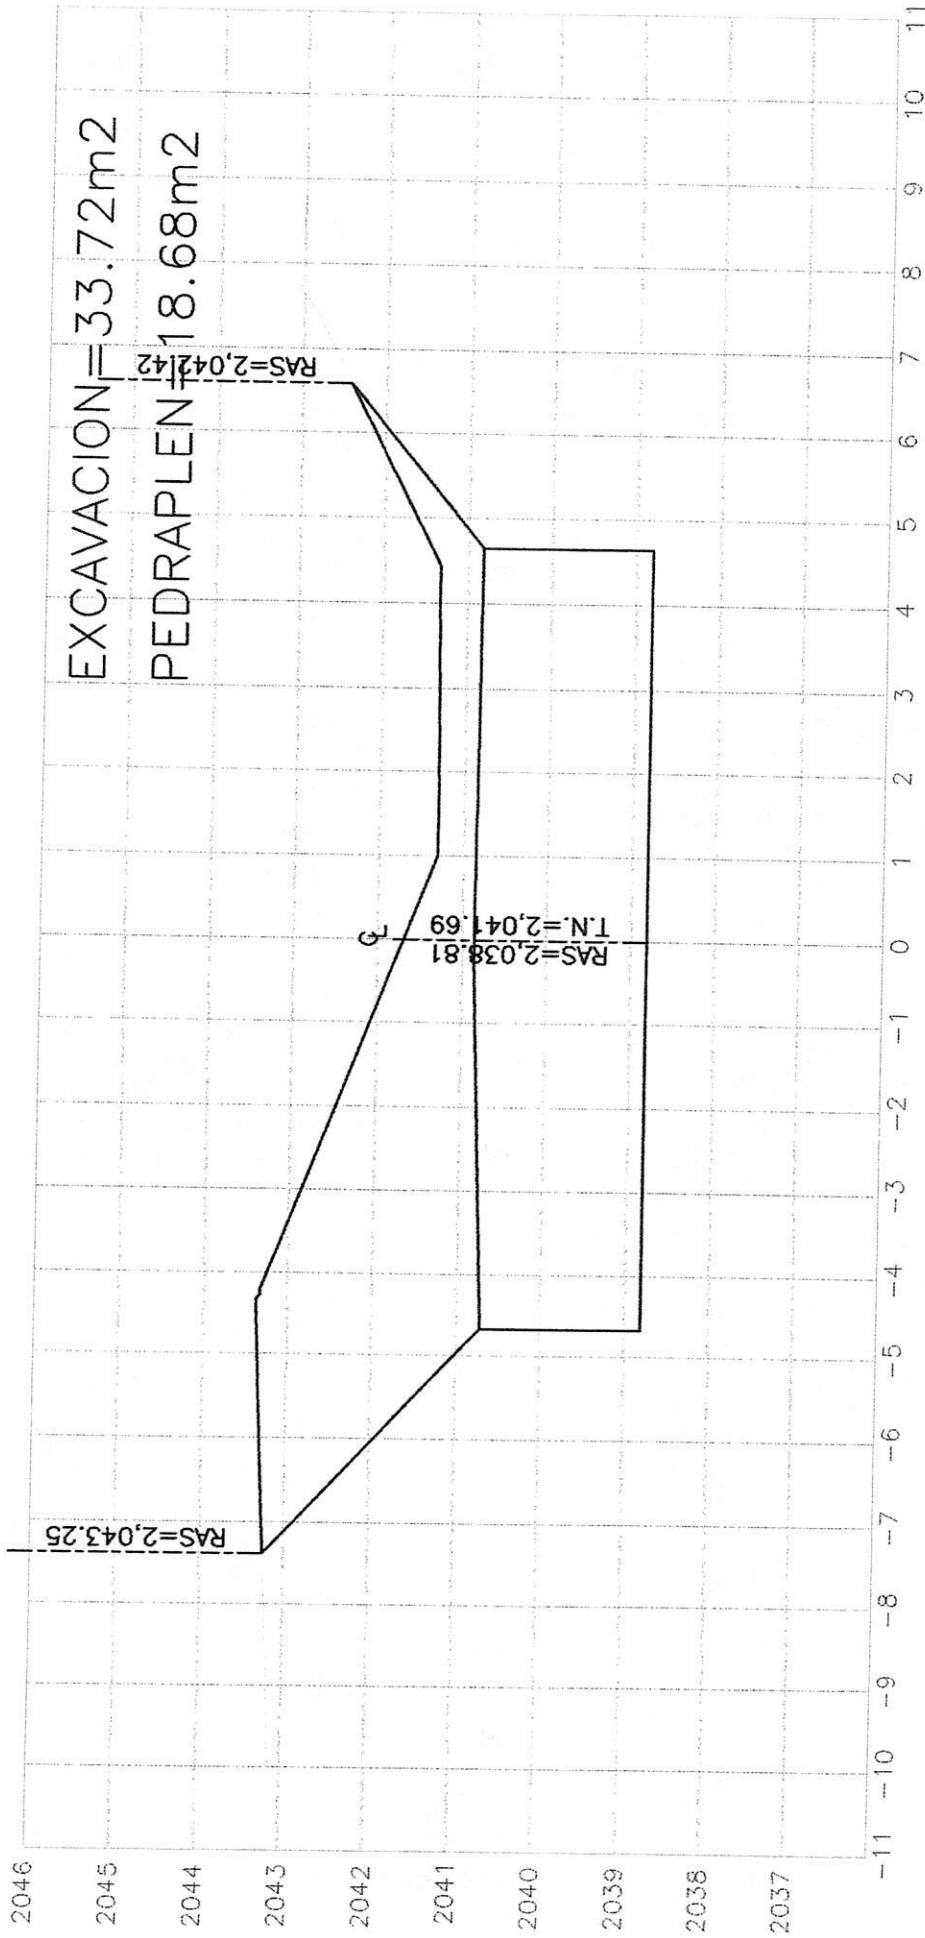 EXCAVACION=33.72m2
PEDRAPLEN=18.68m2
RAS=2,043.25
RAS=2,042.42
CL
RAS=2,038.81
T.N.=2,041.69
2046
2045
2044
2043
2042
2041
2040
2039
2038
2037
-11 -10 -9 -8 -7 -6 -5 -4 -3 -2 -1 0 1 2 3 4 5 6 7 8 9 10 11